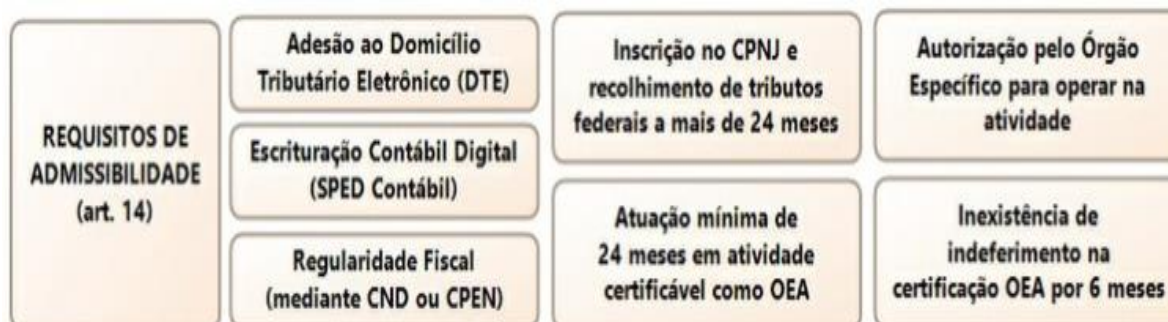 REQUISITOS DE
ADMISSIBILIDADE
(art. 14)
Adesão ao Domicílio
Tributário Eletrônico (DTE)
Escrituração Contábil Digital
(SPED Contábil)
Regularidade Fiscal
(mediante CND ou CPEN)
Inscrição no CPNJ e
recolhimento de tributos
federais a mais de 24 meses
Atuação mínima de
24 meses em atividade
certificável como OEA
Autorização pelo Órgão
Específico para operar na
atividade
Inexistência de
indeferimento na
certificação OEA por 6 meses